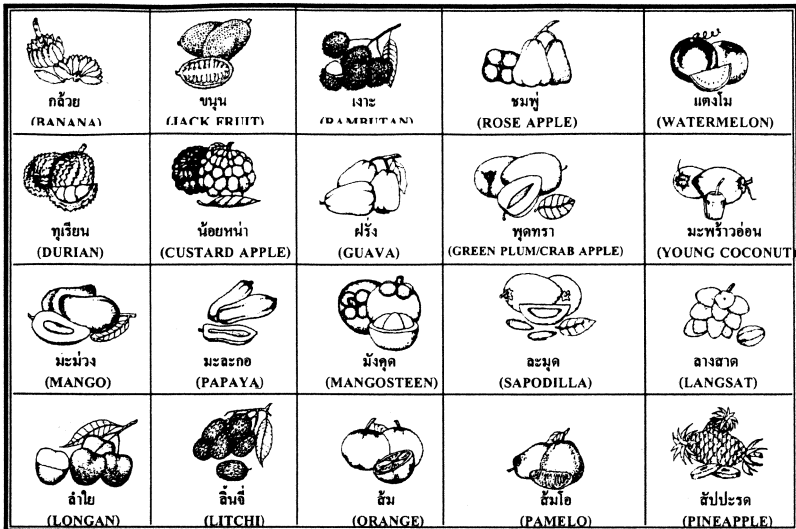 กล้วย
(BANANA)
ขนุน
(JACK FRUIT)
เงาะ
(RAMBUTAN)
ชมพู่
(ROSE APPLE)
แตงโม
(WATERMELON)
ทุเรียน
(DURIAN)
น้อยหน่า
(CUSTARD APPLE)
ฝรั่ง
(GUAVA)
พุดทรา
(GREEN PLUM/CRAB APPLE)
มะพร้าวอ่อน
(YOUNG COCONUT)
มะม่วง
(MANGO)
มะละกอ
(PAPAYA)
มังคุด
(MANGOSTEEN)
ละมุด
(SAPODILLA)
ลางสาด
(LANGSAT)
ลำใย
(LONGAN)
ลิ้นจี่
(LITCHI)
ส้ม
(ORANGE)
ส้มโอ
(PAMELO)
สัปปะรด
(PINEAPPLE)